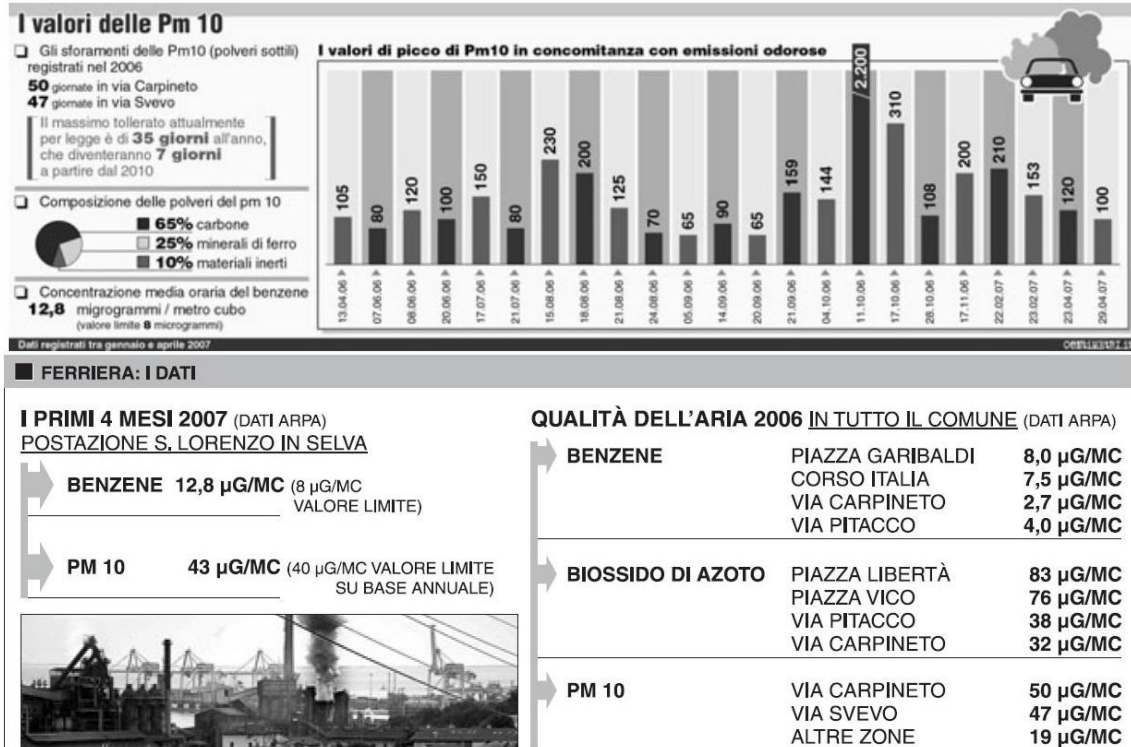 I valori delle Pm 10
Gli sforamenti delle Pm10 (polveri sottili)
registrati nel 2006
50 giornate in via Carpineto
47 giornate in via Svevo
Il massimo tollerato attualmente
per legge è di 35 giorni all'anno,
che diventeranno 7 giorni
a partire dal 2010
Composizione delle polveri del pm 10
65% carbone
25% minerali di ferro
10% materiali inerti
Concentrazione media oraria del benzene
12,8 migrogrammi / metro cubo
(valore limite 8 microgrammi)
I valori di picco di Pm10 in concomitanza con emissioni odorose
105 80 120 100 150 80 230 200 125 70 65 90 65 159 144 2.200 310 108 200 210 153 120 100
13.04.06 07.06.06 08.06.06 20.06.06 17.07.06 21.07.06 15.08.06 18.08.06 21.08.06 24.08.06 05.09.06 14.09.06 20.09.06 21.09.06 04.10.06 11.10.06 17.10.06 28.10.06 17.11.06 22.02.07 23.02.07 23.04.07 29.04.07
Dati registrati tra gennaio e aprile 2007
FERRIERA: I DATI
I PRIMI 4 MESI 2007 (DATI ARPA)
POSTAZIONE S. LORENZO IN SELVA
BENZENE 12,8 µG/MC (8 µG/MC
VALORE LIMITE)
PM 10 43 µG/MC (40 µG/MC VALORE LIMITE
SU BASE ANNUALE)
QUALITÀ DELL'ARIA 2006 IN TUTTO IL COMUNE (DATI ARPA)
BENZENE PIAZZA GARIBALDI 8,0 µG/MC
CORSO ITALIA 7,5 µG/MC
VIA CARPINETO 2,7 µG/MC
VIA PITACCO 4,0 µG/MC
BIOSSIDO DI AZOTO PIAZZA LIBERTÀ 83 µG/MC
PIAZZA VICO 76 µG/MC
VIA PITACCO 38 µG/MC
VIA CARPINETO 32 µG/MC
PM 10 VIA CARPINETO 50 µG/MC
VIA SVEVO 47 µG/MC
ALTRE ZONE 19 µG/MC